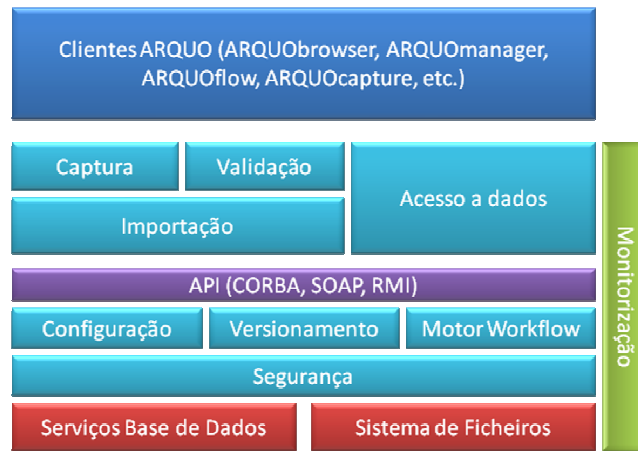 Clientes ARQUO (ARQUObrowser, ARQUOmanager,
ARQUOflow, ARQUOcapture, etc.)
Captura
Validação
Acesso a dados
Importação
Monitorização
API (CORBA, SOAP, RMI)
Configuração
Versionamento
Motor Workflow
Segurança
Serviços Base de Dados
Sistema de Ficheiros